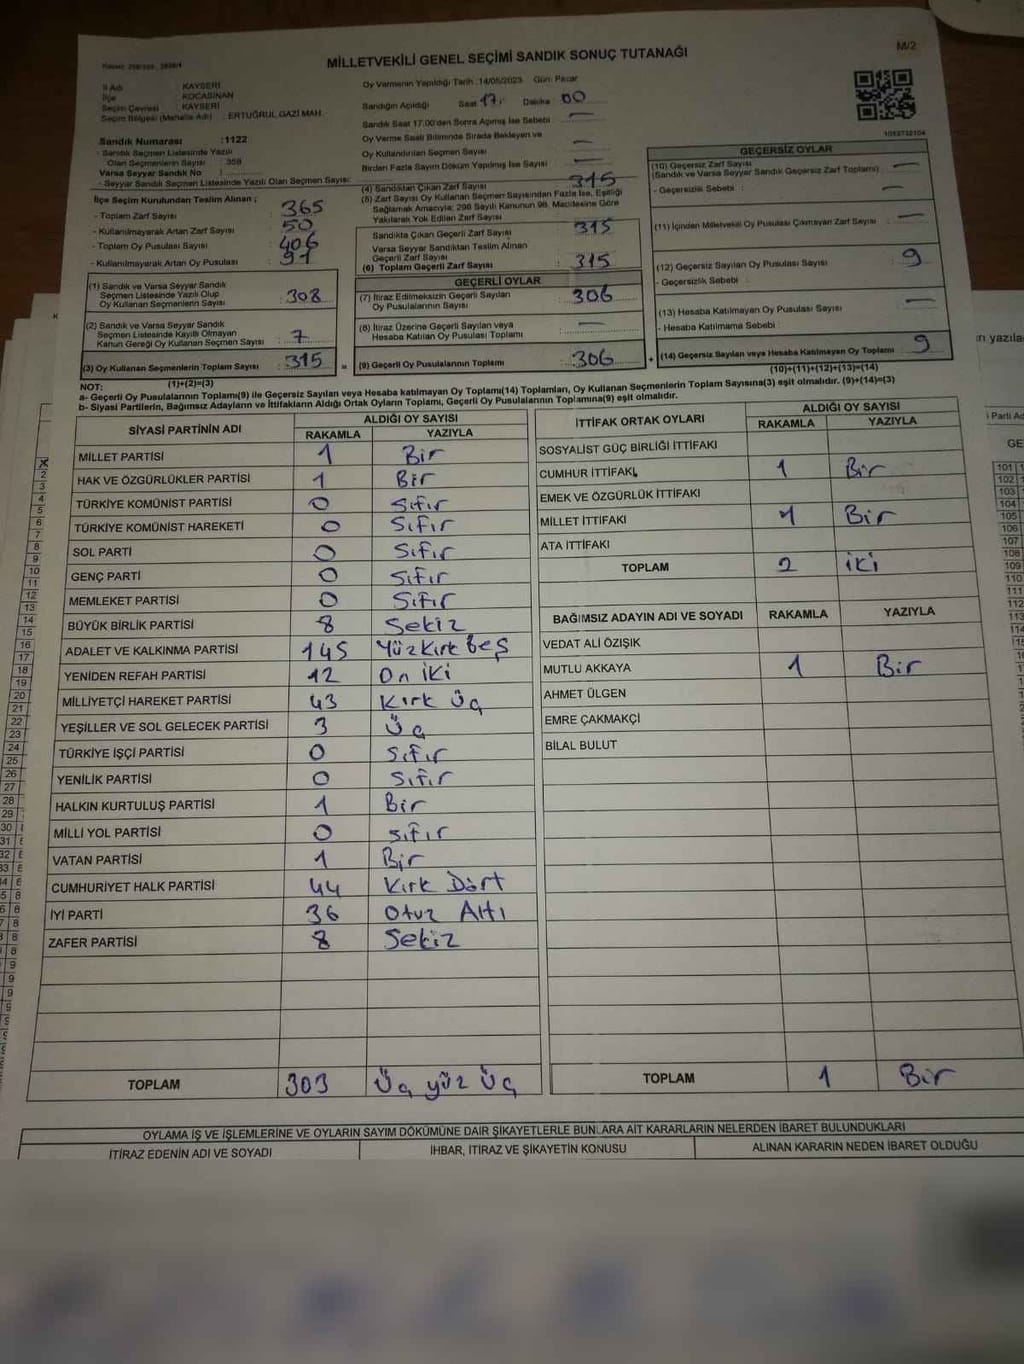 MİLLETVEKİLİ GENEL SEÇİMİ SANDIK SONUÇ TUTANAĞI
M/2
İl Adı : KAYSERİ
İlçe : KOCASİNAN
Seçim Çevresi : KAYSERİ
Seçim Bölgesi (Mahalle Adı) : ERTUĞRUL GAZİ MAH.
Sandık Numarası :1122
- Sandık Seçmen Listesinde Yazılı
Olan Seçmenlerin Sayısı : 358
Varsa Seyyar Sandık No :
- Seyyar Sandık Seçmen Listesinde Yazılı Olan Seçmen Sayısı:
Oy Vermenin Yapıldığı Tarih :14/05/2023 Gün: Pazar
Sandığın Açıldığı Saat 17: Dakika 00
Sandık Saat 17.00'den Sonra Açmış İse Sebebi : —
Oy Verme Saati Bitiminde Sırada Bekleyen ve
Oy Kullandırılan Seçmen Sayısı : —
Birden Fazla Sayım Döküm Yapılmış İse Sayısı : —
1053732104
İlçe Seçim Kurulundan Teslim Alınan ;
- Toplam Zarf Sayısı : 365
- Kullanılmayarak Artan Zarf Sayısı : 50
- Toplam Oy Pusulası Sayısı : 406
- Kullanılmayarak Artan Oy Pusulası : 91
(1) Sandık ve Varsa Seyyar Sandık
Seçmen Listesinde Yazılı Olup
Oy Kullanan Seçmenlerin Sayısı : 308
(2) Sandık ve Varsa Seyyar Sandık
Seçmen Listesinde Kayıtlı Olmayan
Kanun Gereği Oy Kullanan Seçmen Sayısı : 7
(3) Oy Kullanan Seçmenlerin Toplam Sayısı : 315
(1)+(2)=(3)
(4) Sandıktan Çıkan Zarf Sayısı : 315
(5) Zarf Sayısı Oy Kullanan Seçmen Sayısından Fazla İse, Eşitliği
Sağlamak Amacıyla; 298 Sayılı Kanunun 98. Maddesine Göre
Yakılarak Yok Edilen Zarf Sayısı :
Sandıkta Çıkan Geçerli Zarf Sayısı : 315
Varsa Seyyar Sandıktan Teslim Alınan
Geçerli Zarf Sayısı :
(6) Toplam Geçerli Zarf Sayısı : 315
GEÇERLİ OYLAR
(7) İtiraz Edilmeksizin Geçerli Sayılan
Oy Pusulalarının Sayısı : 306
(8) İtiraz Üzerine Geçerli Sayılan veya
Hesaba Katılan Oy Pusulası Toplamı : —
= (9) Geçerli Oy Pusulalarının Toplamı : 306 +
GEÇERSİZ OYLAR
(10) Geçersiz Zarf Sayısı : —
(Sandık ve Varsa Seyyar Sandık Geçersiz Zarf Toplamı)
- Geçersizlik Sebebi : —
(11) İçinden Milletvekili Oy Pusulası Çıkmayan Zarf Sayısı : —
(12) Geçersiz Sayılan Oy Pusulası Sayısı : 9
- Geçersizlik Sebebi :
(13) Hesaba Katılmayan Oy Pusulası Sayısı : —
- Hesaba Katılmama Sebebi :
(14) Geçersiz Sayılan veya Hesaba Katılmayan Oy Toplamı : 9
(10)+(11)+(12)+(13)=(14)
NOT:
a- Geçerli Oy Pusulalarının Toplamı(9) ile Geçersiz Sayılan veya Hesaba katılmayan Oy Toplamı(14) Toplamları, Oy Kullanan Seçmenlerin Toplam Sayısına(3) eşit olmalıdır. (9)+(14)=(3)
b- Siyasi Partilerin, Bağımsız Adayların ve İttifakların Aldığı Ortak Oyların Toplamı, Geçerli Oy Pusulalarının Toplamına(9) eşit olmalıdır.
SİYASİ PARTİNİN ADI ALDIĞI OY SAYISI
RAKAMLA YAZIYLA
MİLLET PARTİSİ 1 Bir
HAK VE ÖZGÜRLÜKLER PARTİSİ 1 Bir
TÜRKİYE KOMÜNİST PARTİSİ 0 Sıfır
TÜRKİYE KOMÜNİST HAREKETİ 0 Sıfır
SOL PARTİ 0 Sıfır
GENÇ PARTİ 0 Sıfır
MEMLEKET PARTİSİ 0 Sıfır
BÜYÜK BİRLİK PARTİSİ 8 Sekiz
ADALET VE KALKINMA PARTİSİ 145 Yüz Kırk beş
YENİDEN REFAH PARTİSİ 12 On iki
MİLLİYETÇİ HAREKET PARTİSİ 43 Kırk üç
YEŞİLLER VE SOL GELECEK PARTİSİ 3 üç
TÜRKİYE İŞÇİ PARTİSİ 0 Sıfır
YENİLİK PARTİSİ 0 Sıfır
HALKIN KURTULUŞ PARTİSİ 1 Bir
MİLLİ YOL PARTİSİ 0 sıfır
VATAN PARTİSİ 1 Bir
CUMHURİYET HALK PARTİSİ 44 Kırk Dört
İYİ PARTİ 36 Otuz Altı
ZAFER PARTİSİ 8 Sekiz
TOPLAM 303 Üç yüz üç
İTTİFAK ORTAK OYLARI ALDIĞI OY SAYISI
RAKAMLA YAZIYLA
SOSYALİST GÜÇ BİRLİĞİ İTTİFAKI
CUMHUR İTTİFAKI 1 Bir
EMEK VE ÖZGÜRLÜK İTTİFAKI
MİLLET İTTİFAKI 1 Bir
ATA İTTİFAKI
TOPLAM 2 iki
BAĞIMSIZ ADAYIN ADI VE SOYADI RAKAMLA YAZIYLA
VEDAT ALİ ÖZIŞIK
MUTLU AKKAYA 1 Bir
AHMET ÜLGEN
EMRE ÇAKMAKÇİ
BİLAL BULUT
TOPLAM 1 Bir
OYLAMA İŞ VE İŞLEMLERİNE VE OYLARIN SAYIM DÖKÜMÜNE DAİR ŞİKAYETLERLE BUNLARA AİT KARARLARIN NELERDEN İBARET BULUNDUKLARI
İTİRAZ EDENİN ADI VE SOYADI İHBAR, İTİRAZ VE ŞİKAYETİN KONUSU ALINAN KARARIN NEDEN İBARET OLDUĞU